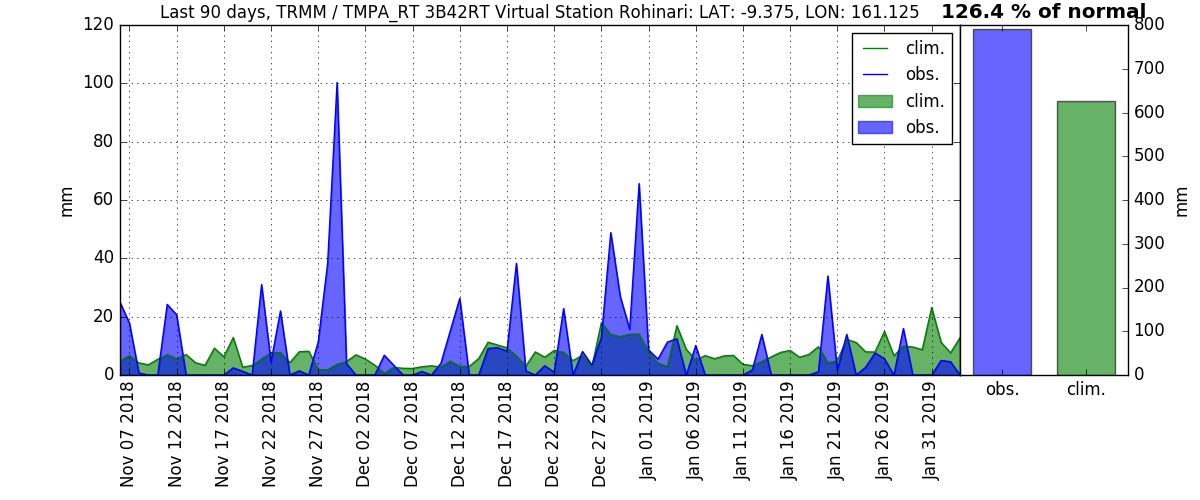 Last 90 days, TRMM / TMPA_RT 3B42RT Virtual Station Rohinari: LAT: -9.375, LON: 161.125
126.4 % of normal
120
100
80
60
40
20
0
mm
clim.
obs.
clim.
obs.
800
700
600
500
400
300
200
100
0
mm
Nov 07 2018
Nov 12 2018
Nov 17 2018
Nov 22 2018
Nov 27 2018
Dec 02 2018
Dec 07 2018
Dec 12 2018
Dec 17 2018
Dec 22 2018
Dec 27 2018
Jan 01 2019
Jan 06 2019
Jan 11 2019
Jan 16 2019
Jan 21 2019
Jan 26 2019
Jan 31 2019
obs.
clim.